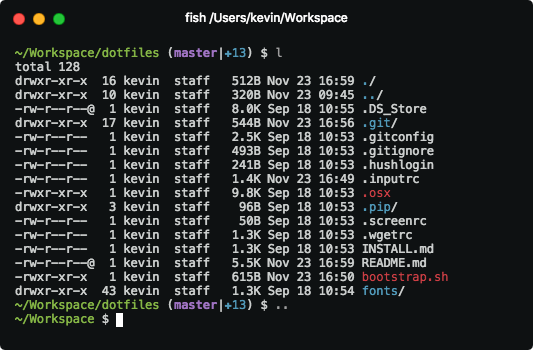 fish /Users/kevin/Workspace
~/Workspace/dotfiles (master|+13) $ l
total 128
drwxr-xr-x  16 kevin  staff   512B Nov 23 16:59 ./
drwxr-xr-x  10 kevin  staff   320B Nov 23 09:45 ../
-rw-r--r--@  1 kevin  staff   8.0K Sep 18 10:55 .DS_Store
drwxr-xr-x  17 kevin  staff   544B Nov 23 16:56 .git/
-rw-r--r--   1 kevin  staff   2.5K Sep 18 10:53 .gitconfig
-rw-r--r--   1 kevin  staff   493B Sep 18 10:53 .gitignore
-rw-r--r--   1 kevin  staff   241B Sep 18 10:53 .hushlogin
-rw-r--r--   1 kevin  staff   1.4K Nov 23 16:49 .inputrc
-rwxr-xr-x   1 kevin  staff   9.8K Sep 18 10:53 .osx
drwxr-xr-x   3 kevin  staff    96B Sep 18 10:53 .pip/
-rw-r--r--   1 kevin  staff    50B Sep 18 10:53 .screenrc
-rw-r--r--   1 kevin  staff   1.3K Sep 18 10:53 .wgetrc
-rw-r--r--   1 kevin  staff   1.3K Sep 18 10:53 INSTALL.md
-rw-r--r--@  1 kevin  staff   5.5K Nov 23 16:59 README.md
-rwxr-xr-x   1 kevin  staff   615B Nov 23 16:50 bootstrap.sh
drwxr-xr-x  43 kevin  staff   1.3K Sep 18 10:54 fonts/
~/Workspace/dotfiles (master|+13) $ ..
~/Workspace $